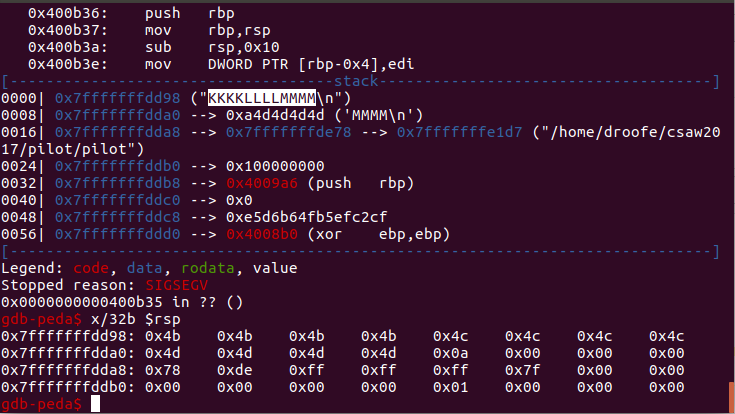 0x400b36:	push   rbp
0x400b37:	mov    rbp,rsp
0x400b3a:	sub    rsp,0x10
0x400b3e:	mov    DWORD PTR [rbp-0x4],edi
[------------------------------------stack-------------------------------------]
0000| 0x7fffffffdd98 ("KKKKLLLLMMMM\n")
0008| 0x7fffffffdda0 --> 0xa4d4d4d4d ('MMMM\n')
0016| 0x7fffffffdda8 --> 0x7fffffffde78 --> 0x7fffffffe1d7 ("/home/droofe/csaw20
17/pilot/pilot")
0024| 0x7fffffffddb0 --> 0x100000000
0032| 0x7fffffffddb8 --> 0x4009a6 (push   rbp)
0040| 0x7fffffffddc0 --> 0x0
0048| 0x7fffffffddc8 --> 0xe5d6b64fb5efc2cf
0056| 0x7fffffffddd0 --> 0x4008b0 (xor    ebp,ebp)
[------------------------------------------------------------------------------]
Legend: code, data, rodata, value
Stopped reason: SIGSEGV
0x0000000000400b35 in ?? ()
gdb-peda$ x/32b $rsp
0x7fffffffdd98:	0x4b	0x4b	0x4b	0x4b	0x4c	0x4c	0x4c	0x4c
0x7fffffffdda0:	0x4d	0x4d	0x4d	0x4d	0x0a	0x00	0x00	0x00
0x7fffffffdda8:	0x78	0xde	0xff	0xff	0xff	0x7f	0x00	0x00
0x7fffffffddb0:	0x00	0x00	0x00	0x00	0x01	0x00	0x00	0x00
gdb-peda$